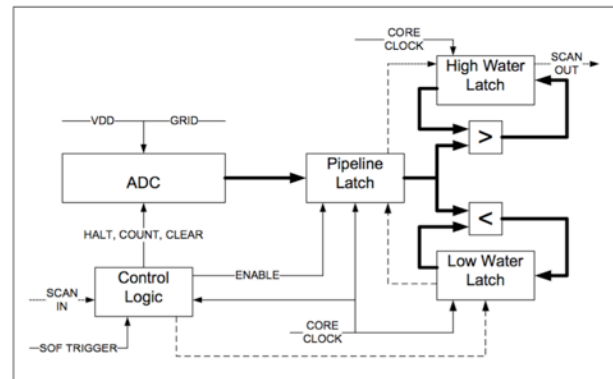 CORE
CLOCK
High Water
Latch
SCAN
OUT
VDD
GRID
>
ADC
Pipeline
Latch
<
HALT, COUNT, CLEAR
Low Water
Latch
Control
Logic
ENABLE
SCAN
IN
CORE
CLOCK
SOF TRIGGER